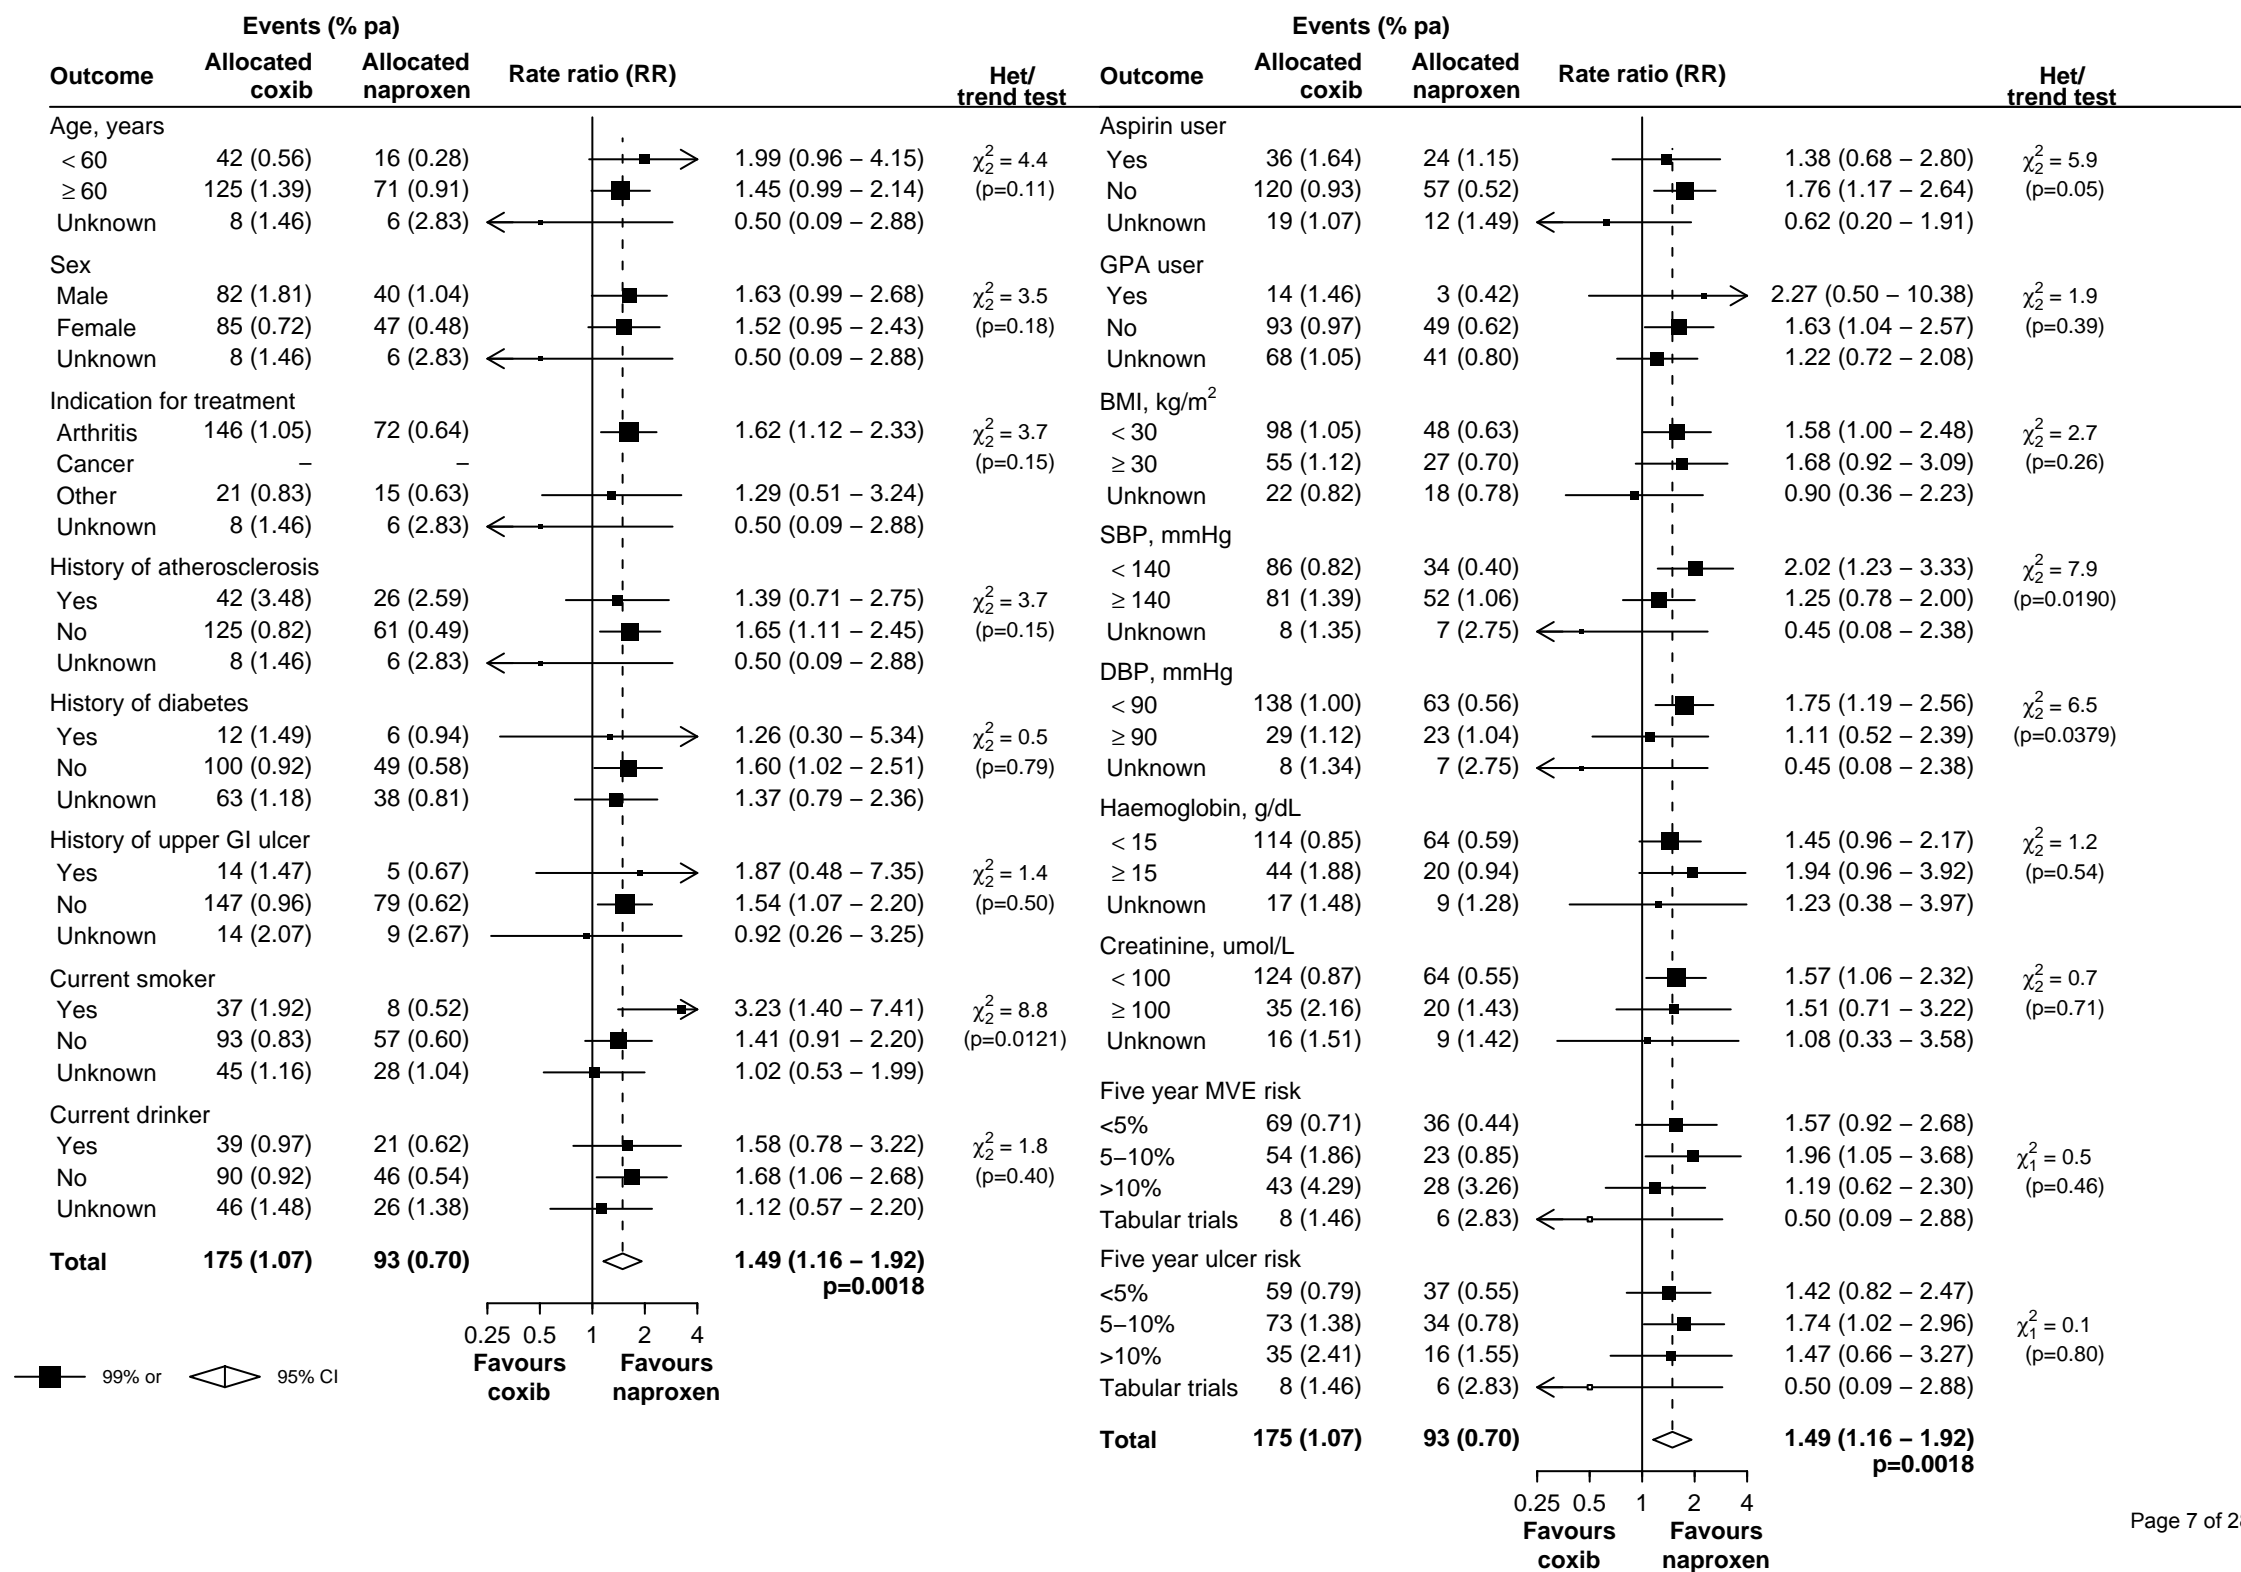 Events (% pa)
Outcome Allocated coxib Allocated naproxen Rate ratio (RR) Het/ trend test
Age, years
< 60 42 (0.56) 16 (0.28) 1.99 (0.96 – 4.15) χ²₂ = 4.4
≥ 60 125 (1.39) 71 (0.91) 1.45 (0.99 – 2.14) (p=0.11)
Unknown 8 (1.46) 6 (2.83) 0.50 (0.09 – 2.88)
Sex
Male 82 (1.81) 40 (1.04) 1.63 (0.99 – 2.68) χ²₂ = 3.5
Female 85 (0.72) 47 (0.48) 1.52 (0.95 – 2.43) (p=0.18)
Unknown 8 (1.46) 6 (2.83) 0.50 (0.09 – 2.88)
Indication for treatment
Arthritis 146 (1.05) 72 (0.64) 1.62 (1.12 – 2.33) χ²₂ = 3.7
Cancer – – (p=0.15)
Other 21 (0.83) 15 (0.63) 1.29 (0.51 – 3.24)
Unknown 8 (1.46) 6 (2.83) 0.50 (0.09 – 2.88)
History of atherosclerosis
Yes 42 (3.48) 26 (2.59) 1.39 (0.71 – 2.75) χ²₂ = 3.7
No 125 (0.82) 61 (0.49) 1.65 (1.11 – 2.45) (p=0.15)
Unknown 8 (1.46) 6 (2.83) 0.50 (0.09 – 2.88)
History of diabetes
Yes 12 (1.49) 6 (0.94) 1.26 (0.30 – 5.34) χ²₂ = 0.5
No 100 (0.92) 49 (0.58) 1.60 (1.02 – 2.51) (p=0.79)
Unknown 63 (1.18) 38 (0.81) 1.37 (0.79 – 2.36)
History of upper GI ulcer
Yes 14 (1.47) 5 (0.67) 1.87 (0.48 – 7.35) χ²₂ = 1.4
No 147 (0.96) 79 (0.62) 1.54 (1.07 – 2.20) (p=0.50)
Unknown 14 (2.07) 9 (2.67) 0.92 (0.26 – 3.25)
Current smoker
Yes 37 (1.92) 8 (0.52) 3.23 (1.40 – 7.41) χ²₂ = 8.8
No 93 (0.83) 57 (0.60) 1.41 (0.91 – 2.20) (p=0.0121)
Unknown 45 (1.16) 28 (1.04) 1.02 (0.53 – 1.99)
Current drinker
Yes 39 (0.97) 21 (0.62) 1.58 (0.78 – 3.22) χ²₂ = 1.8
No 90 (0.92) 46 (0.54) 1.68 (1.06 – 2.68) (p=0.40)
Unknown 46 (1.48) 26 (1.38) 1.12 (0.57 – 2.20)
Total 175 (1.07) 93 (0.70) 1.49 (1.16 – 1.92)
p=0.0018
0.25 0.5 1 2 4
Favours coxib Favours naproxen
99% or 95% CI
Events (% pa)
Outcome Allocated coxib Allocated naproxen Rate ratio (RR) Het/ trend test
Aspirin user
Yes 36 (1.64) 24 (1.15) 1.38 (0.68 – 2.80) χ²₂ = 5.9
No 120 (0.93) 57 (0.52) 1.76 (1.17 – 2.64) (p=0.05)
Unknown 19 (1.07) 12 (1.49) 0.62 (0.20 – 1.91)
GPA user
Yes 14 (1.46) 3 (0.42) 2.27 (0.50 – 10.38) χ²₂ = 1.9
No 93 (0.97) 49 (0.62) 1.63 (1.04 – 2.57) (p=0.39)
Unknown 68 (1.05) 41 (0.80) 1.22 (0.72 – 2.08)
BMI, kg/m²
< 30 98 (1.05) 48 (0.63) 1.58 (1.00 – 2.48) χ²₂ = 2.7
≥ 30 55 (1.12) 27 (0.70) 1.68 (0.92 – 3.09) (p=0.26)
Unknown 22 (0.82) 18 (0.78) 0.90 (0.36 – 2.23)
SBP, mmHg
< 140 86 (0.82) 34 (0.40) 2.02 (1.23 – 3.33) χ²₂ = 7.9
≥ 140 81 (1.39) 52 (1.06) 1.25 (0.78 – 2.00) (p=0.0190)
Unknown 8 (1.35) 7 (2.75) 0.45 (0.08 – 2.38)
DBP, mmHg
< 90 138 (1.00) 63 (0.56) 1.75 (1.19 – 2.56) χ²₂ = 6.5
≥ 90 29 (1.12) 23 (1.04) 1.11 (0.52 – 2.39) (p=0.0379)
Unknown 8 (1.34) 7 (2.75) 0.45 (0.08 – 2.38)
Haemoglobin, g/dL
< 15 114 (0.85) 64 (0.59) 1.45 (0.96 – 2.17) χ²₂ = 1.2
≥ 15 44 (1.88) 20 (0.94) 1.94 (0.96 – 3.92) (p=0.54)
Unknown 17 (1.48) 9 (1.28) 1.23 (0.38 – 3.97)
Creatinine, umol/L
< 100 124 (0.87) 64 (0.55) 1.57 (1.06 – 2.32) χ²₂ = 0.7
≥ 100 35 (2.16) 20 (1.43) 1.51 (0.71 – 3.22) (p=0.71)
Unknown 16 (1.51) 9 (1.42) 1.08 (0.33 – 3.58)
Five year MVE risk
<5% 69 (0.71) 36 (0.44) 1.57 (0.92 – 2.68)
5–10% 54 (1.86) 23 (0.85) 1.96 (1.05 – 3.68) χ²₁ = 0.5
>10% 43 (4.29) 28 (3.26) 1.19 (0.62 – 2.30) (p=0.46)
Tabular trials 8 (1.46) 6 (2.83) 0.50 (0.09 – 2.88)
Five year ulcer risk
<5% 59 (0.79) 37 (0.55) 1.42 (0.82 – 2.47)
5–10% 73 (1.38) 34 (0.78) 1.74 (1.02 – 2.96) χ²₁ = 0.1
>10% 35 (2.41) 16 (1.55) 1.47 (0.66 – 3.27) (p=0.80)
Tabular trials 8 (1.46) 6 (2.83) 0.50 (0.09 – 2.88)
Total 175 (1.07) 93 (0.70) 1.49 (1.16 – 1.92)
p=0.0018
0.25 0.5 1 2 4
Favours coxib Favours naproxen
Page 7 of 28